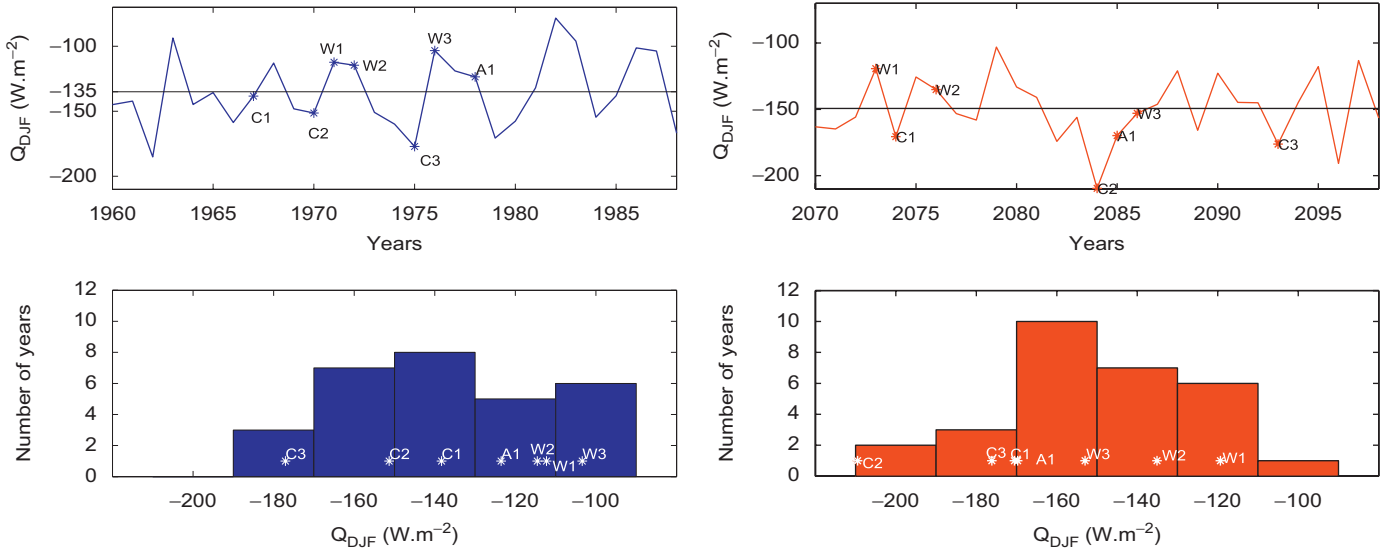 Q_DJF (W.m⁻²)
−100
−135
−150
−200
W1
W2
W3
A1
C1
C2
C3
1960 1965 1970 1975 1980 1985
Years
Q_DJF (W.m⁻²)
−100
−150
−200
W1
W2
W3
A1
C1
C3
C2
2070 2075 2080 2085 2090 2095
Years
Number of years
12
10
8
6
4
2
0
C3 C2 C1 A1 W2 W1 W3
−200 −180 −160 −140 −120 −100
Q_DJF (W.m⁻²)
Number of years
12
10
8
6
4
2
0
C2 C3 C1 A1 W3 W2 W1
−200 −180 −160 −140 −120 −100
Q_DJF (W.m⁻²)